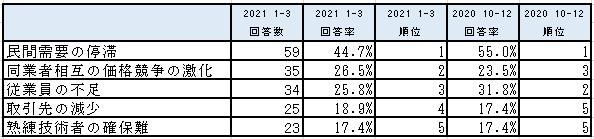 2021 1-3 2021 1-3 2021 1-3 2020 10-12 2020 10-12
回答数 回答率 順位 回答率 順位
民間需要の停滞 59 44.7% 1 55.0% 1
同業者相互の価格競争の激化 35 26.5% 2 23.5% 3
従業員の不足 34 25.8% 3 31.8% 2
取引先の減少 25 18.9% 4 17.4% 5
熟練技術者の確保難 23 17.4% 5 17.4% 5